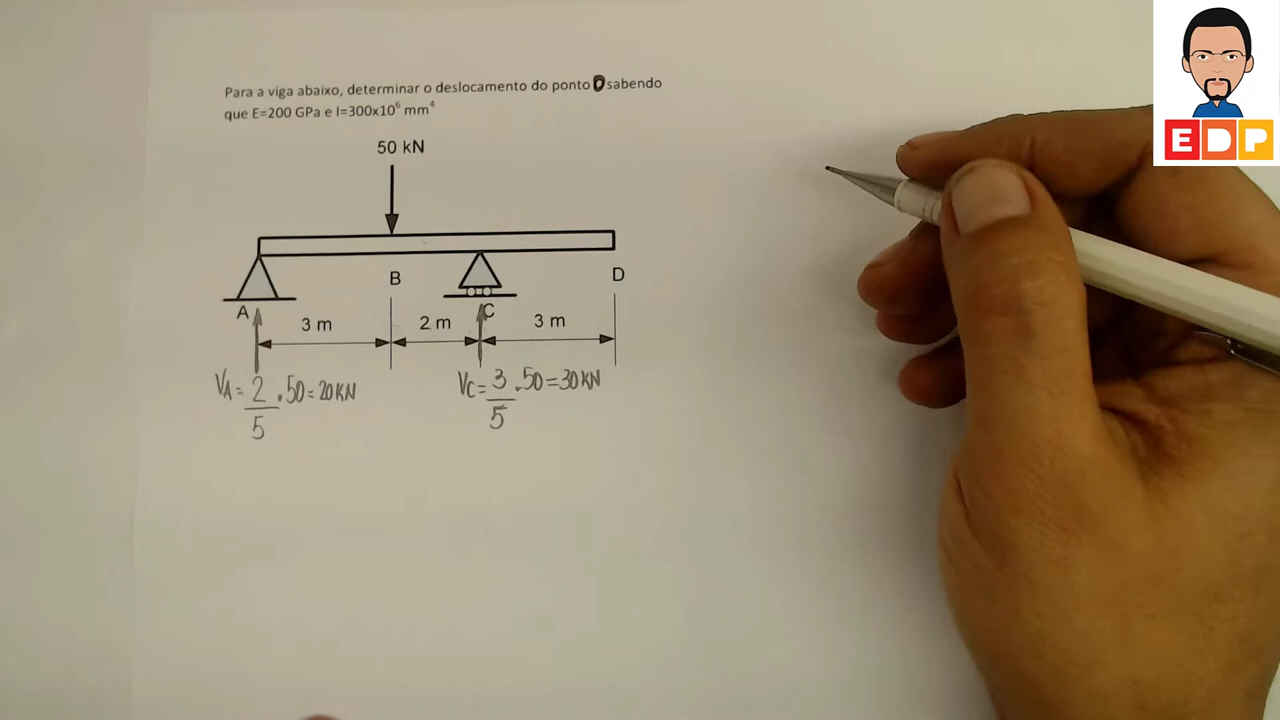 Para a viga abaixo, determinar o deslocamento do ponto D sabendo
que E=200 GPa e I=300x10⁶ mm⁴
50 kN
B
D
A
C
3 m
2 m
3 m
VA = 2/5 . 50 = 20 KN
VC = 3/5 . 50 = 30 KN
EDP